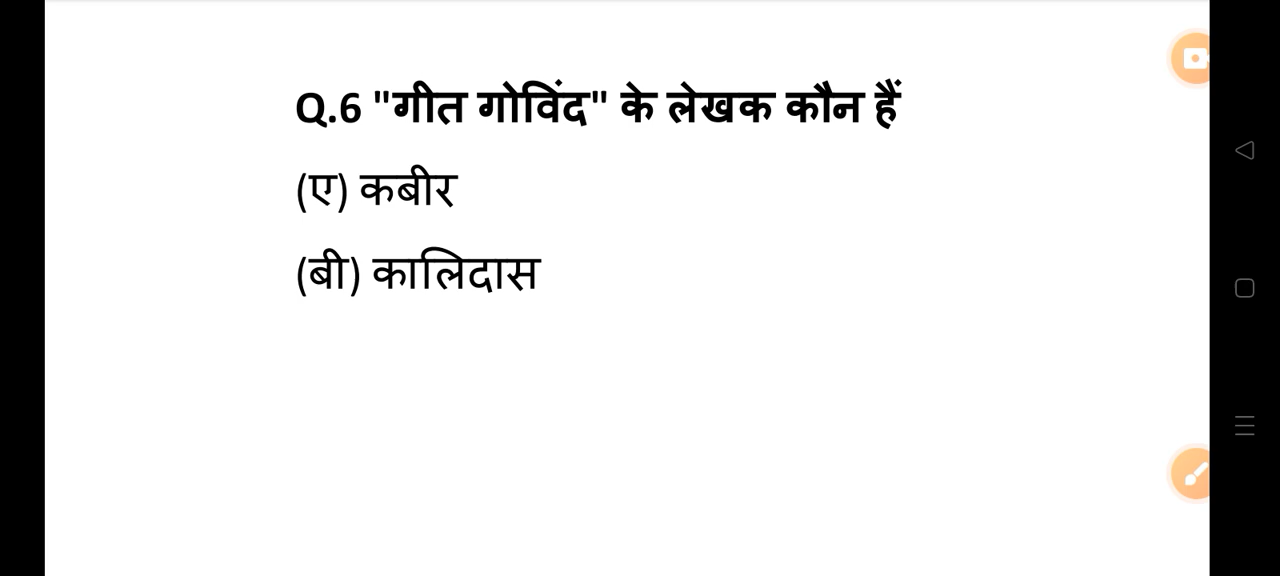 Q.6 "गीत गोविंद" के लेखक कौन हैं
(ए) कबीर
(बी) कालिदास